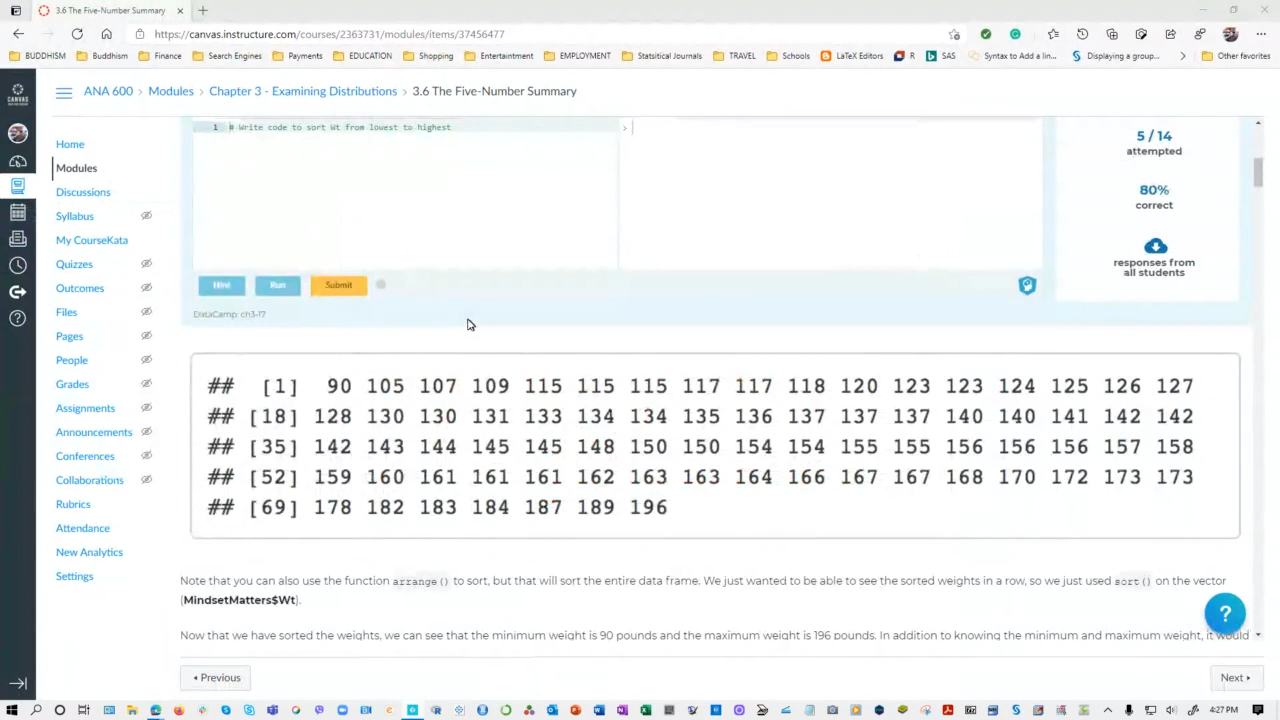 3.6 The Five-Number Summary
https://canvas.instructure.com/courses/2363731/modules/items/37456477
BUDDHISM Buddhism Finance Search Engines Payments EDUCATION Shopping Entertaintment EMPLOYMENT Statsitical Journals TRAVEL Schools LaTeX Editors R SAS Syntax to Add a lin... Displaying a group... Other favorites
CANVAS
ANA 600 › Modules › Chapter 3 - Examining Distributions › 3.6 The Five-Number Summary
Home
Modules
Discussions
Syllabus
My CourseKata
Quizzes
Outcomes
Files
Pages
People
Grades
Assignments
Announcements
Conferences
Collaborations
Rubrics
Attendance
New Analytics
Settings
1 # Write code to sort Wt from lowest to highest
>
5 / 14
attempted
80%
correct
responses from
all students
Hint Run Submit
DataCamp: ch3-17
## [1] 90 105 107 109 115 115 115 117 117 118 120 123 123 124 125 126 127
## [18] 128 130 130 131 133 134 134 135 136 137 137 137 140 140 141 142 142
## [35] 142 143 144 145 145 148 150 150 154 154 155 155 156 156 156 157 158
## [52] 159 160 161 161 161 162 163 163 164 166 167 167 168 170 172 173 173
## [69] 178 182 183 184 187 189 196
Note that you can also use the function arrange() to sort, but that will sort the entire data frame. We just wanted to be able to see the sorted weights in a row, so we just used sort() on the vector
(MindsetMatters$Wt).
Now that we have sorted the weights, we can see that the minimum weight is 90 pounds and the maximum weight is 196 pounds. In addition to knowing the minimum and maximum weight, it would
?
Previous
Next
4:27 PM